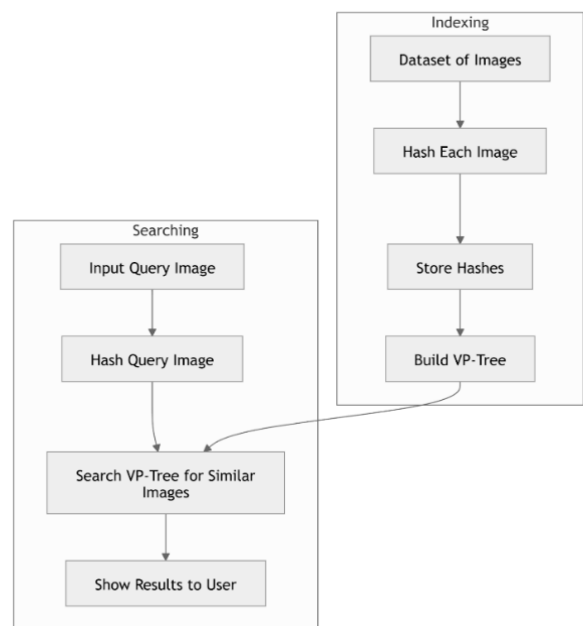 Indexing
Dataset of Images
Hash Each Image
Store Hashes
Build VP-Tree
Searching
Input Query Image
Hash Query Image
Search VP-Tree for Similar
Images
Show Results to User